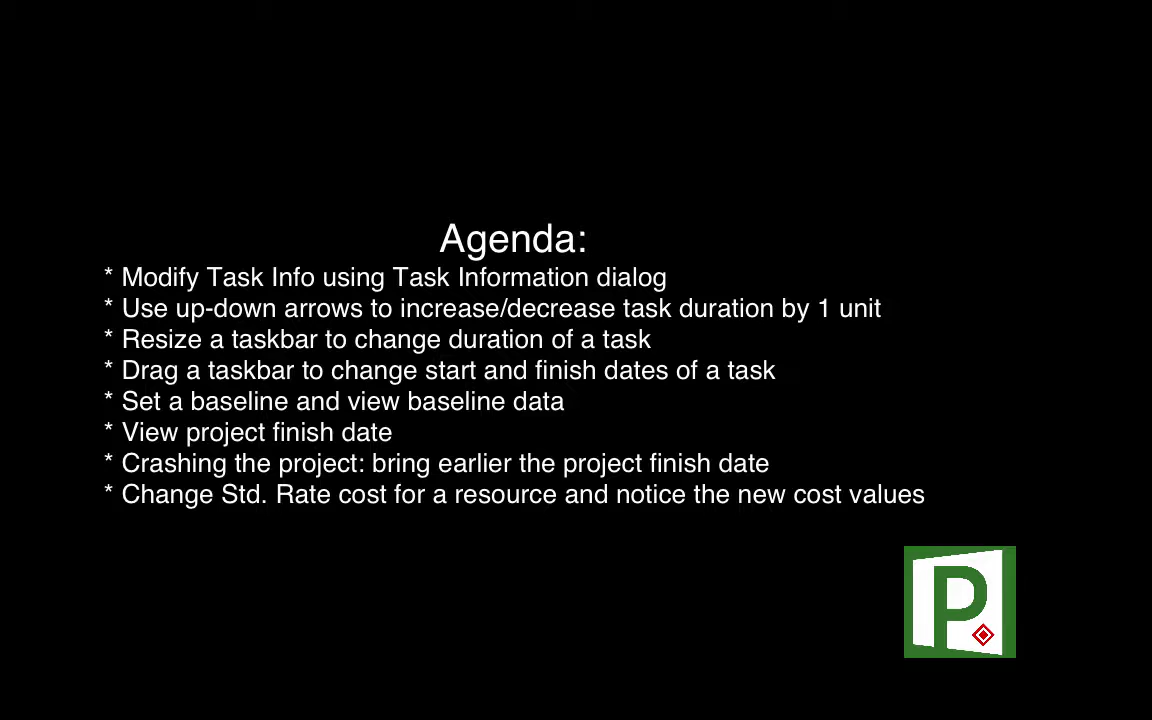 Agenda:
* Modify Task Info using Task Information dialog
* Use up-down arrows to increase/decrease task duration by 1 unit
* Resize a taskbar to change duration of a task
* Drag a taskbar to change start and finish dates of a task
* Set a baseline and view baseline data
* View project finish date
* Crashing the project: bring earlier the project finish date
* Change Std. Rate cost for a resource and notice the new cost values
P